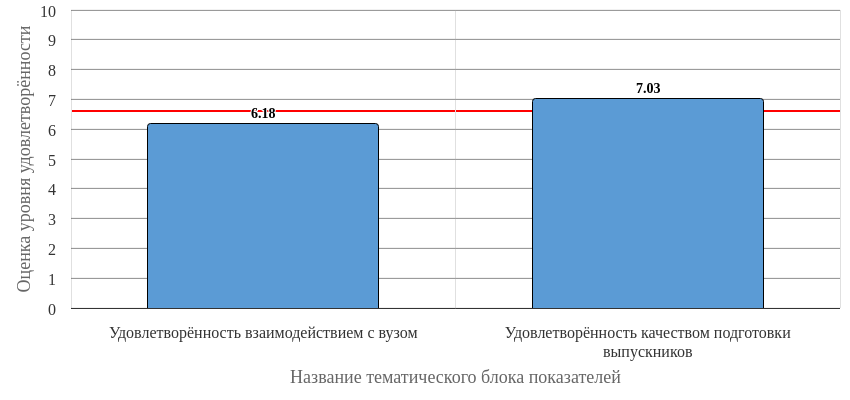 Оценка уровня удовлетворённости
10
9
8
7
6
5
4
3
2
1
0
6.18
7.03
Удовлетворённость взаимодействием с вузом
Удовлетворённость качеством подготовки
выпускников
Название тематического блока показателей